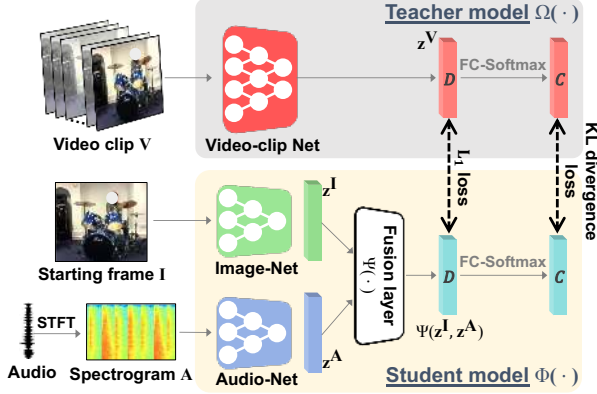 Teacher model Ω(·)
z^V
D
FC-Softmax
C
Video clip V
Video-clip Net
L₁ loss
KL divergence
loss
z^I
Starting frame I
Image-Net
Fusion layer
Ψ(·)
D
FC-Softmax
C
Ψ(z^I, z^A)
STFT
Audio
Spectrogram A
Audio-Net
z^A
Student model Φ(·)